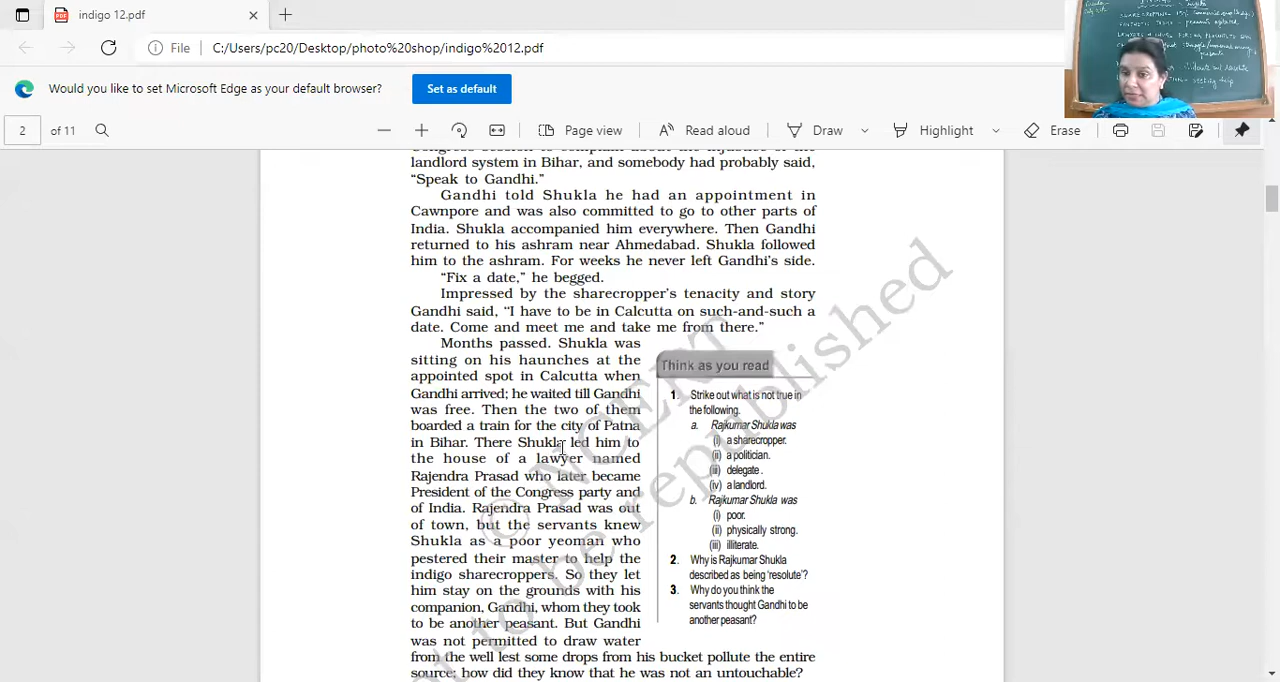 indigo 12.pdf
File
C:/Users/pc20/Desktop/photo%20shop/indigo%2012.pdf
Would you like to set Microsoft Edge as your default browser?
Set as default
2 of 11
Page view
Read aloud
Draw
Highlight
Erase
landlord system in Bihar, and somebody had probably said,
“Speak to Gandhi.”
Gandhi told Shukla he had an appointment in
Cawnpore and was also committed to go to other parts of
India. Shukla accompanied him everywhere. Then Gandhi
returned to his ashram near Ahmedabad. Shukla followed
him to the ashram. For weeks he never left Gandhi’s side.
“Fix a date,” he begged.
Impressed by the sharecropper’s tenacity and story
Gandhi said, “I have to be in Calcutta on such-and-such a
date. Come and meet me and take me from there.”
Months passed. Shukla was
sitting on his haunches at the
appointed spot in Calcutta when
Gandhi arrived; he waited till Gandhi
was free. Then the two of them
boarded a train for the city of Patna
in Bihar. There Shukla led him to
the house of a lawyer named
Rajendra Prasad who later became
President of the Congress party and
of India. Rajendra Prasad was out
of town, but the servants knew
Shukla as a poor yeoman who
pestered their master to help the
indigo sharecroppers. So they let
him stay on the grounds with his
companion, Gandhi, whom they took
to be another peasant. But Gandhi
was not permitted to draw water
from the well lest some drops from his bucket pollute the entire
source; how did they know that he was not an untouchable?
Think as you read
1. Strike out what is not true in
the following.
a. Rajkumar Shukla was
(i) a sharecropper.
(ii) a politician.
(iii) delegate.
(iv) a landlord.
b. Rajkumar Shukla was
(i) poor.
(ii) physically strong.
(iii) illiterate.
2. Why is Rajkumar Shukla
described as being ‘resolute’?
3. Why do you think the
servants thought Gandhi to be
another peasant?
© NCERT
not to be republished